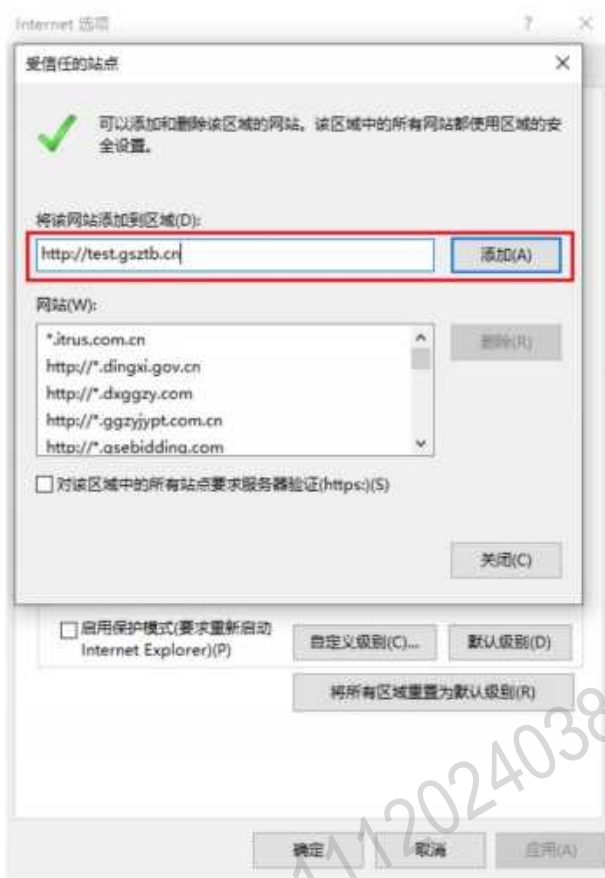 Internet 选项
?
受信任的站点
可以添加和删除该区域的网站。该区域中的所有网站都使用区域的安
全设置。
将该网站添加到区域(D):
http://test.gsztb.cn
添加(A)
网站(W):
*.itrus.com.cn
http://*.dingxi.gov.cn
http://*.dxggzy.com
http://*.ggzyjypt.com.cn
http://*.gsebidding.com
删除(R)
对该区域中的所有站点要求服务器验证(https:)(S)
关闭(C)
启用保护模式(要求重新启动
Internet Explorer)(P)
自定义级别(C)...
默认级别(D)
将所有区域重置为默认级别(R)
确定
取消
应用(A)
1112024038